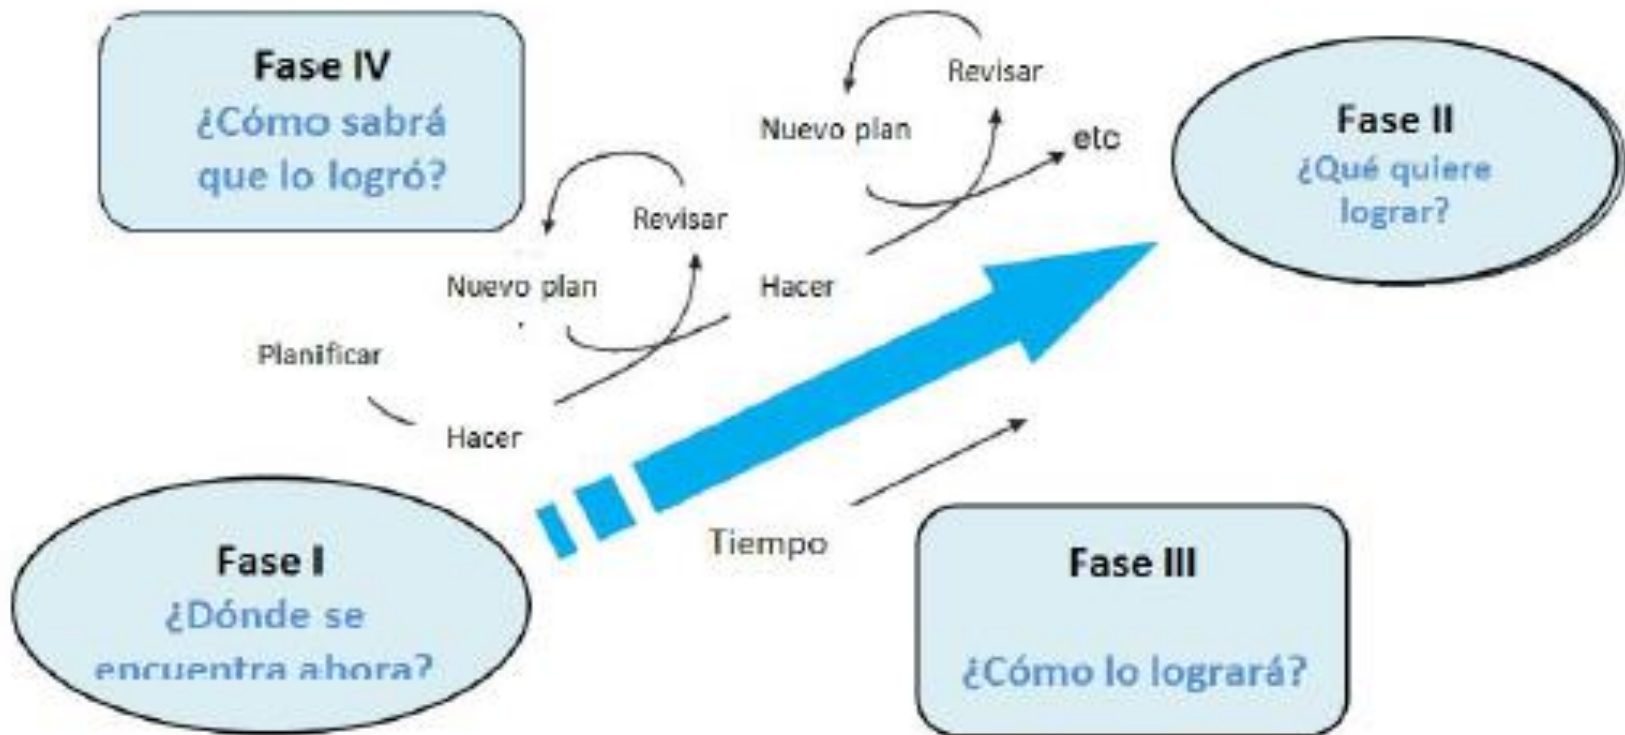 Fase IV
¿Cómo sabrá
que lo logró?
Revisar
Nuevo plan
etc
Fase II
¿Qué quiere
lograr?
Revisar
Nuevo plan
Hacer
Planificar
Hacer
Tiempo
Fase I
¿Dónde se
encuentra ahora?
Fase III
¿Cómo lo logrará?